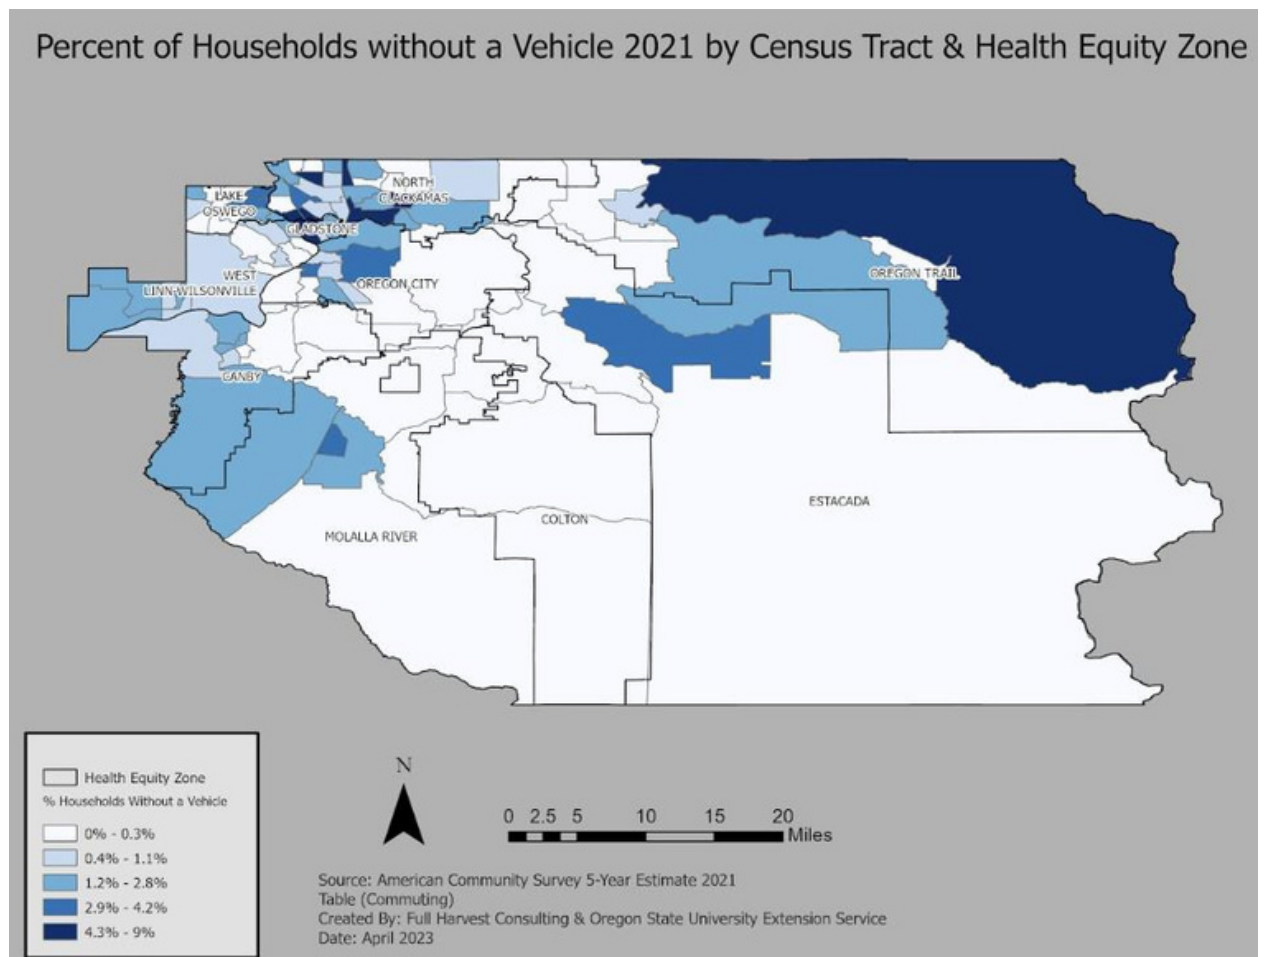 Percent of Households without a Vehicle 2021 by Census Tract & Health Equity Zone
NORTH
CLACKAMAS
LAKE
OSWEGO
GLADSTONE
WEST
LINN-WILSONVILLE
OREGON CITY
OREGON TRAIL
CANBY
ESTACADA
COLTON
MOLALLA RIVER
Health Equity Zone
% Households Without a Vehicle
0% - 0.3%
0.4% - 1.1%
1.2% - 2.8%
2.9% - 4.2%
4.3% - 9%
N
0 2.5 5 10 15 20
Miles
Source: American Community Survey 5-Year Estimate 2021
Table (Commuting)
Created By: Full Harvest Consulting & Oregon State University Extension Service
Date: April 2023